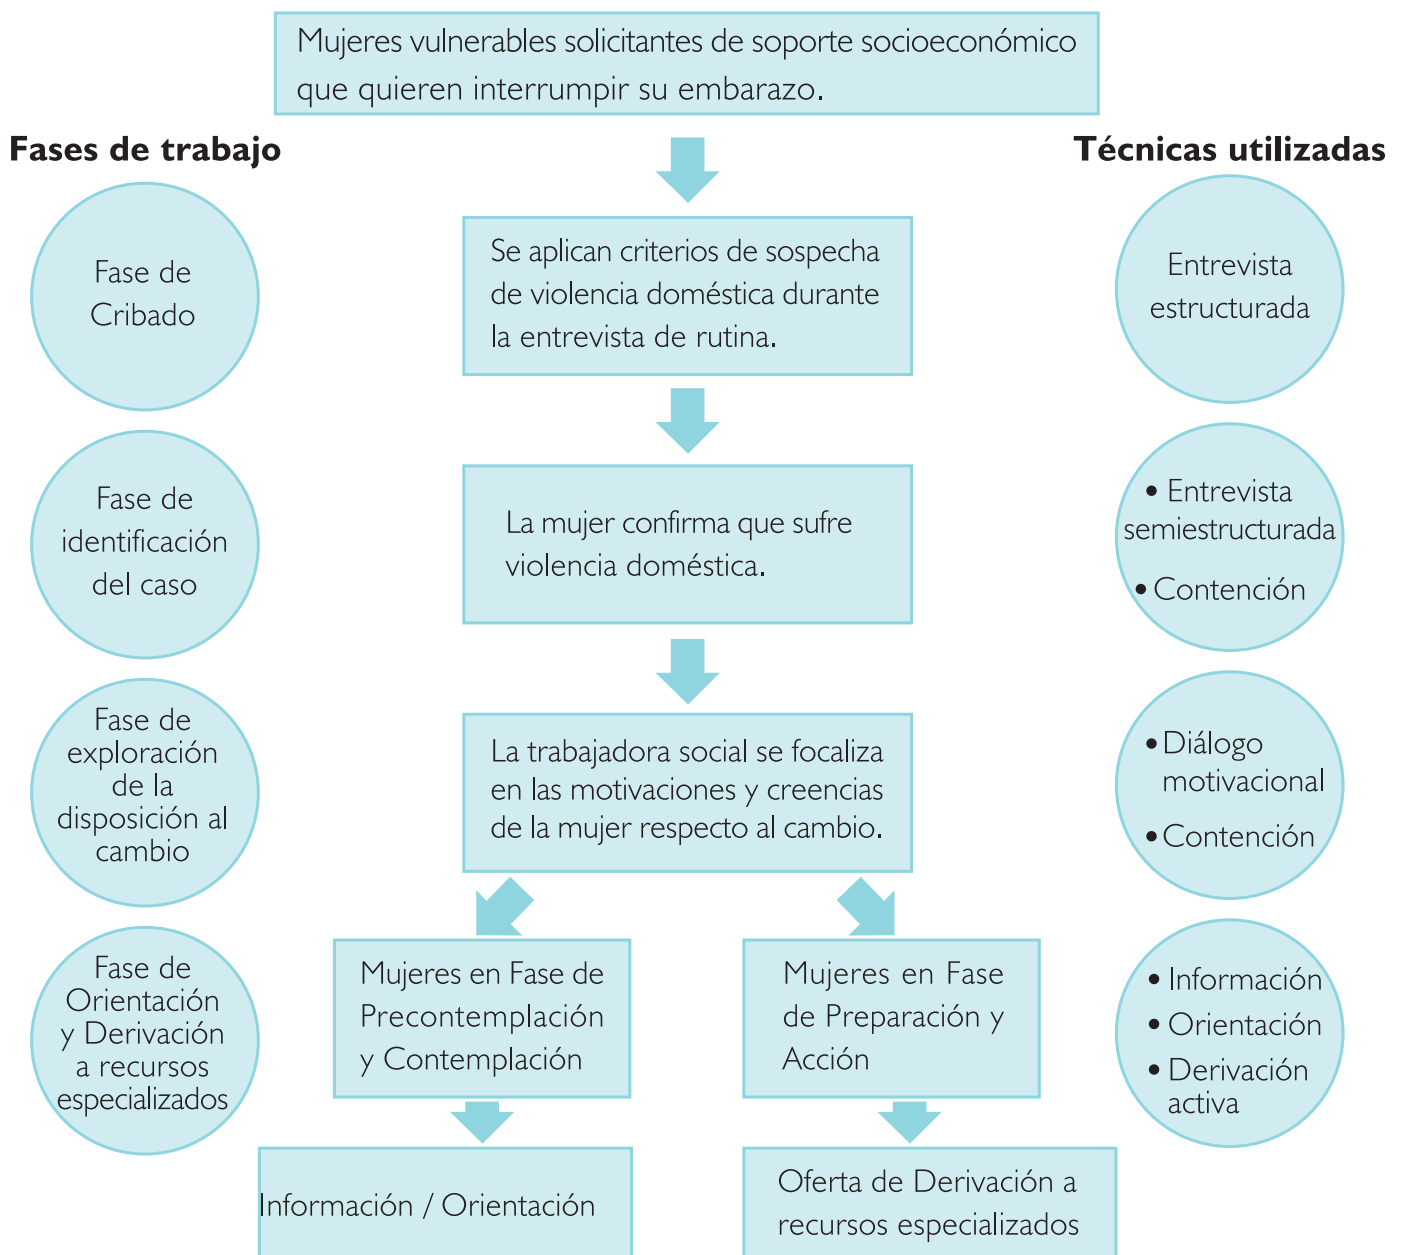 Mujeres vulnerables solicitantes de soporte socioeconómico
que quieren interrumpir su embarazo.
Fases de trabajo
Técnicas utilizadas
Fase de
Cribado
Se aplican criterios de sospecha
de violencia doméstica durante
la entrevista de rutina.
Entrevista
estructurada
Fase de
identificación
del caso
La mujer confirma que sufre
violencia doméstica.
• Entrevista
semiestructurada
• Contención
Fase de
exploración
de la
disposición al
cambio
La trabajadora social se focaliza
en las motivaciones y creencias
de la mujer respecto al cambio.
• Diálogo
motivacional
• Contención
Fase de
Orientación
y Derivación
a recursos
especializados
Mujeres en Fase de
Precontemplación
y Contemplación
Mujeres en Fase
de Preparación y
Acción
• Información
• Orientación
• Derivación
activa
Información / Orientación
Oferta de Derivación a
recursos especializados